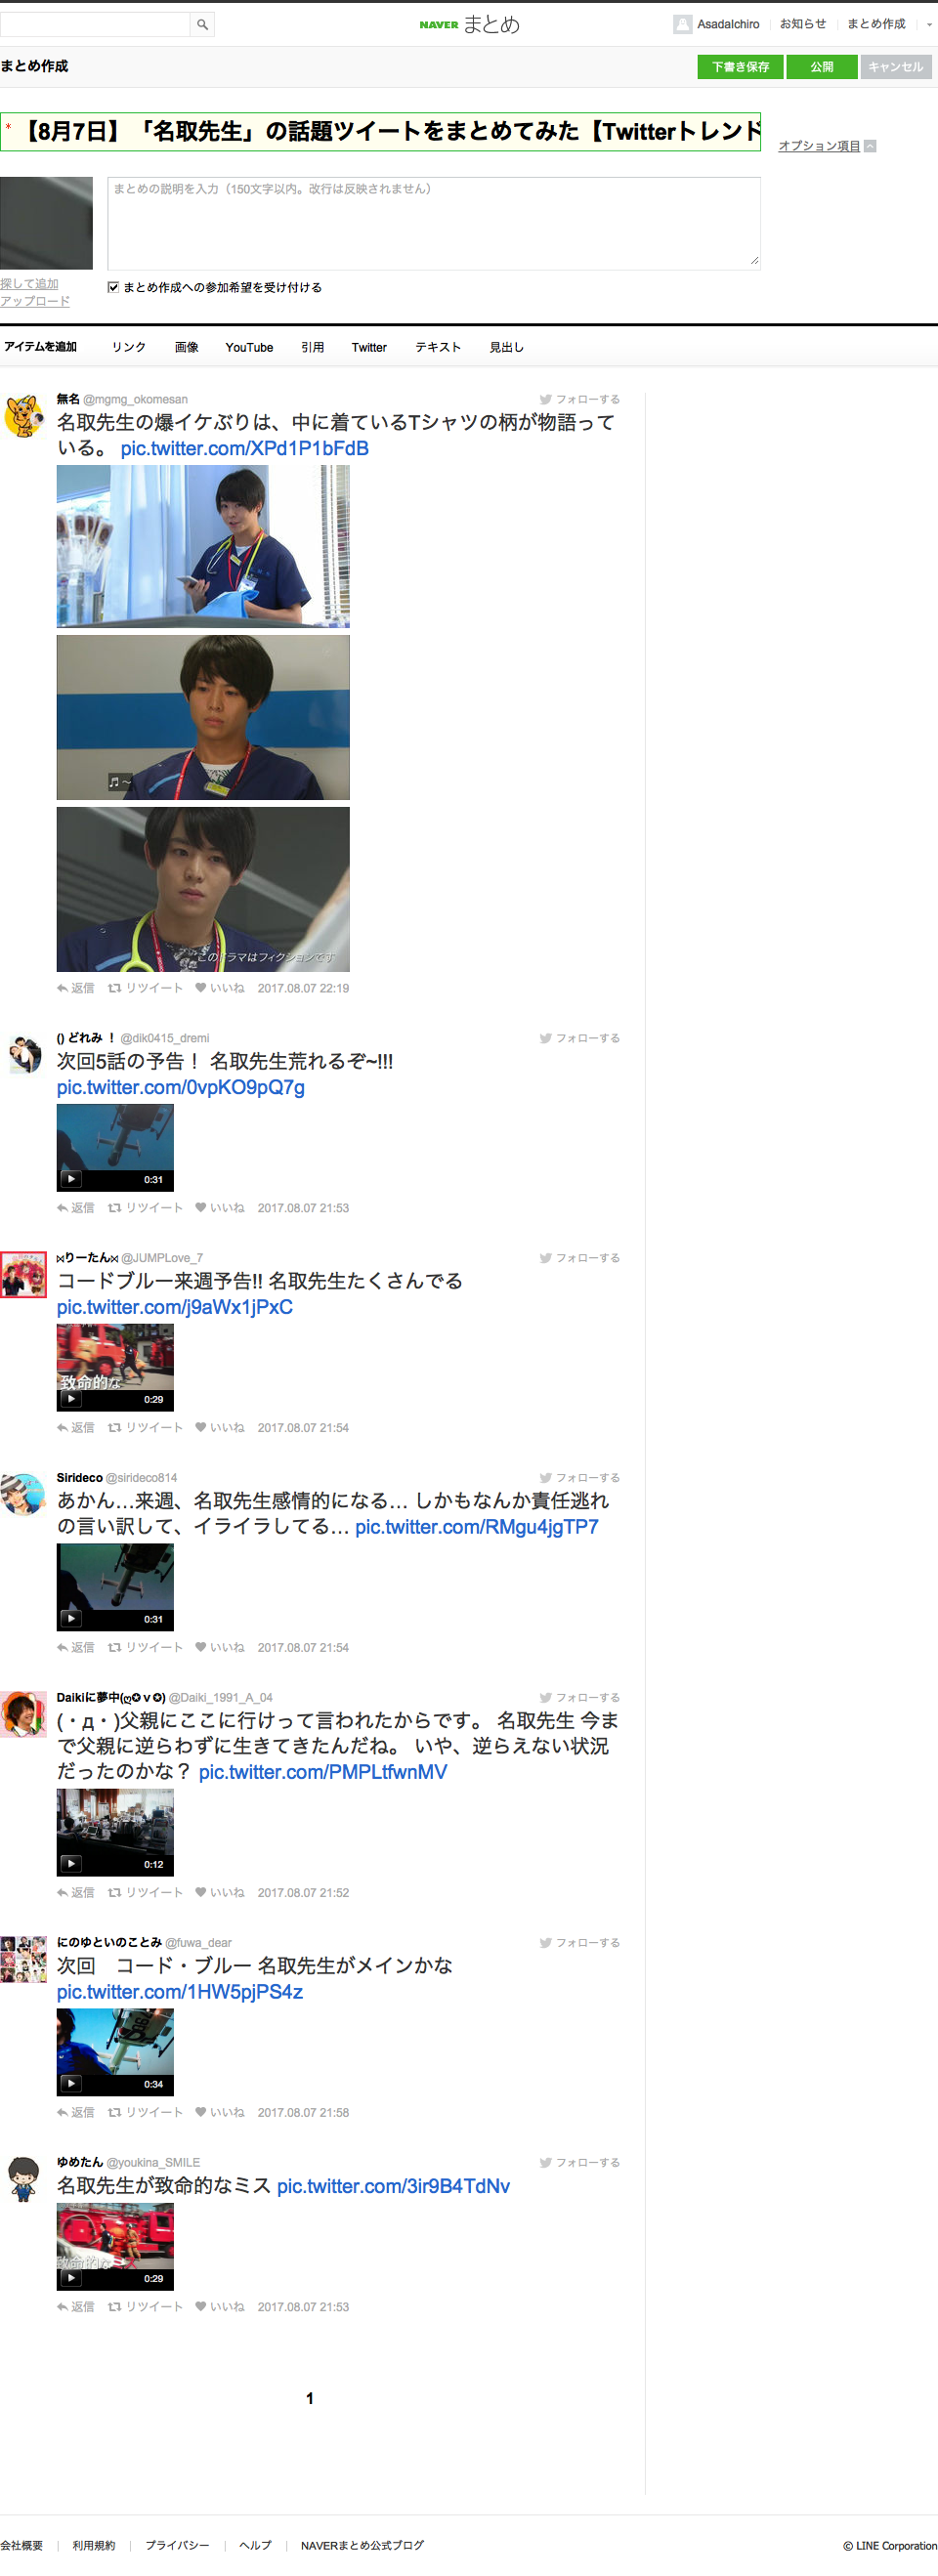 NAVER まとめ
AsadaIchiro
お知らせ
まとめ作成
まとめ作成
下書き保存
公開
キャンセル
* 【8月7日】「名取先生」の話題ツイートをまとめてみた【Twitterトレンド
オプション項目
まとめの説明を入力（150文字以内。改行は反映されません）
探して追加
アップロード
まとめ作成への参加希望を受け付ける
アイテムを追加 リンク 画像 YouTube 引用 Twitter テキスト 見出し
無名 @mgmg_okomesan フォローする
名取先生の爆イケぶりは、中に着ているTシャツの柄が物語って
いる。 pic.twitter.com/XPd1P1bFdB
♬～
このドラマはフィクションです
返信 リツイート いいね 2017.08.07 22:19
() どれみ ！ @dik0415_dremi フォローする
次回5話の予告！ 名取先生荒れるぞ~!!!
pic.twitter.com/0vpKO9pQ7g
0:31
返信 リツイート いいね 2017.08.07 21:53
⋈りーたん⋈ @JUMPLove_7 フォローする
コードブルー来週予告!! 名取先生たくさんでる
pic.twitter.com/j9aWx1jPxC
致命的な
0:29
返信 リツイート いいね 2017.08.07 21:54
Sirideco @sirideco814 フォローする
あかん…来週、名取先生感情的になる… しかもなんか責任逃れ
の言い訳して、イライラしてる… pic.twitter.com/RMgu4jgTP7
0:31
返信 リツイート いいね 2017.08.07 21:54
Daikiに夢中(ღ✪ v ✪) @Daiki_1991_A_04 フォローする
(・д・)父親にここに行けって言われたからです。 名取先生 今ま
で父親に逆らわずに生きてきたんだね。 いや、逆らえない状況
だったのかな？ pic.twitter.com/PMPLtfwnMV
0:12
返信 リツイート いいね 2017.08.07 21:52
にのゆといのことみ @fuwa_dear フォローする
次回　コード・ブルー 名取先生がメインかな
pic.twitter.com/1HW5pjPS4z
0:34
返信 リツイート いいね 2017.08.07 21:58
ゆめたん @youkina_SMILE フォローする
名取先生が致命的なミス pic.twitter.com/3ir9B4TdNv
致命的なミス
0:29
返信 リツイート いいね 2017.08.07 21:53
1
会社概要 利用規約 プライバシー ヘルプ NAVERまとめ公式ブログ
© LINE Corporation